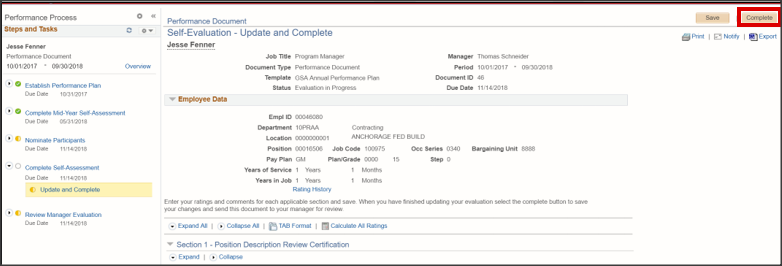 Performance Process
Steps and Tasks
Jesse Fenner
Performance Document
10/01/2017 ~ 09/30/2018 Overview
Establish Performance Plan
Due Date 10/31/2017
Complete Mid-Year Self-Assessment
Due Date 05/31/2018
Nominate Participants
Due Date 11/14/2018
Complete Self-Assessment
Due Date 11/14/2018
Update and Complete
Review Manager Evaluation
Due Date 11/14/2018
Performance Document
Save Complete
Self-Evaluation - Update and Complete
Print | Notify | Export
Jesse Fenner
Job Title Program Manager Manager Thomas Schneider
Document Type Performance Document Period 10/01/2017 ~ 09/30/2018
Template GSA Annual Performance Plan Document ID 46
Status Evaluation in Progress Due Date 11/14/2018
Employee Data
Empl ID 00046080
Department 10PRAA Contracting
Location 0000000001 ANCHORAGE FED BUILD
Position 00016506 Job Code 100975 Occ Series 0340 Bargaining Unit 8888
Pay Plan GM Plan/Grade 0000 15 Step 0
Years of Service 1 Years 1 Months
Years in Job 1 Years 1 Months
Rating History
Enter your ratings and comments for each applicable section and save. When you have finished updating your evaluation select the complete button to save
your changes and send this document to your manager for review.
Expand All | Collapse All | TAB Format | Calculate All Ratings
Section 1 - Position Description Review Certification
Expand | Collapse